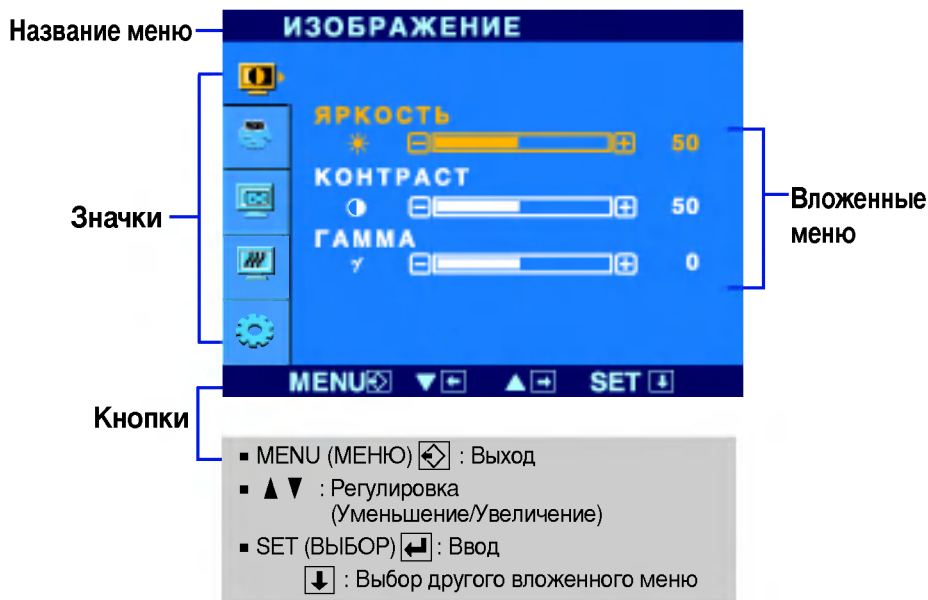 Название меню
ИЗОБРАЖЕНИЕ
ЯРКОСТЬ
50
КОНТРАСТ
50
ГАММА
0
Значки
Вложенные
меню
MENU ▼ ▲ SET
Кнопки
▪ MENU (МЕНЮ) : Выход
▪ ▲ ▼ : Регулировка
(Уменьшение/Увеличение)
▪ SET (ВЫБОР) : Ввод
: Выбор другого вложенного меню